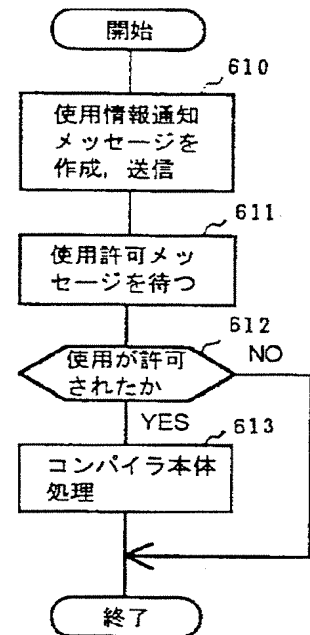 開始
610
使用情報通知
メッセージを
作成，送信
611
使用許可メッ
セージを待つ
612
使用が許可
されたか
NO
YES
613
コンパイラ本体
処理
終了